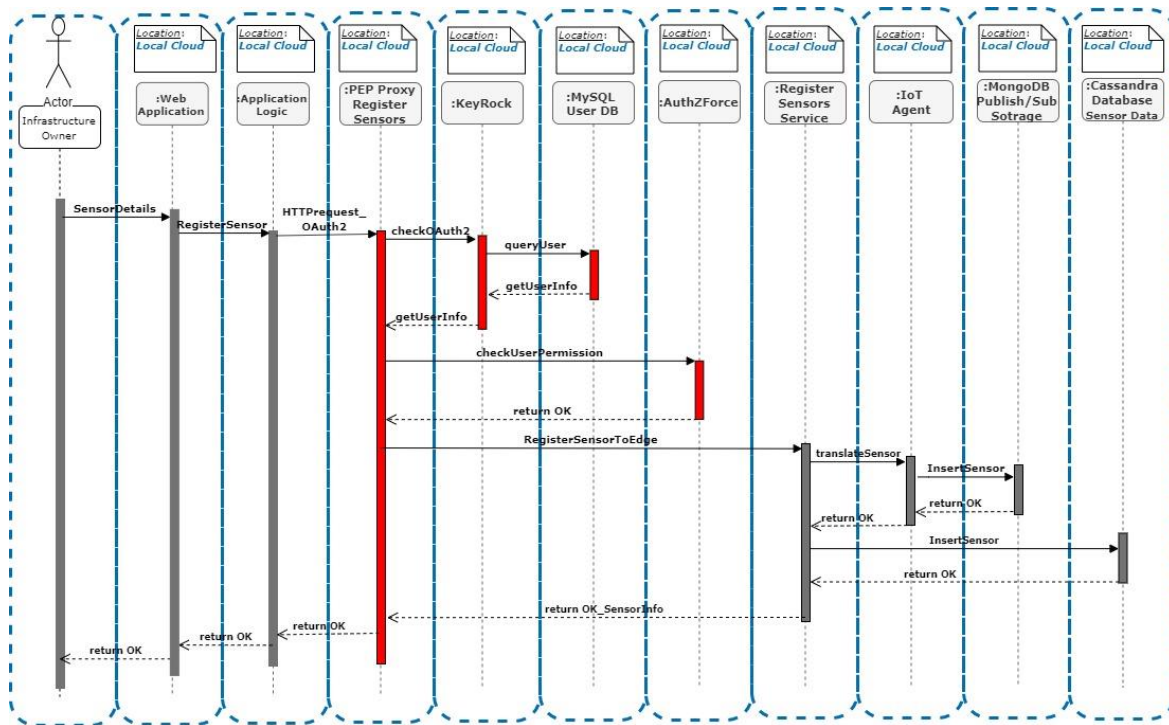 Location:
Local Cloud
Location:
Local Cloud
Location:
Local Cloud
Location:
Local Cloud
Location:
Local Cloud
Location:
Local Cloud
Location:
Local Cloud
Location:
Local Cloud
Location:
Local Cloud
Location:
Local Cloud
Actor
Infrastructure
Owner
:Web
Application
:Application
Logic
:PEP Proxy
Register
Sensors
:KeyRock
:MySQL
User DB
:AuthZForce
:Register
Sensors
Service
:IoT
Agent
:MongoDB
Publish/Sub
Sotrage
:Cassandra
Database
Sensor Data
SensorDetails
RegisterSensor
HTTPrequest_
OAuth2
checkOAuth2
queryUser
getUserInfo
getUserInfo
checkUserPermission
return OK
RegisterSensorToEdge
translateSensor
InsertSensor
return OK
return OK
InsertSensor
return OK
return OK_SensorInfo
return OK
return OK
return OK